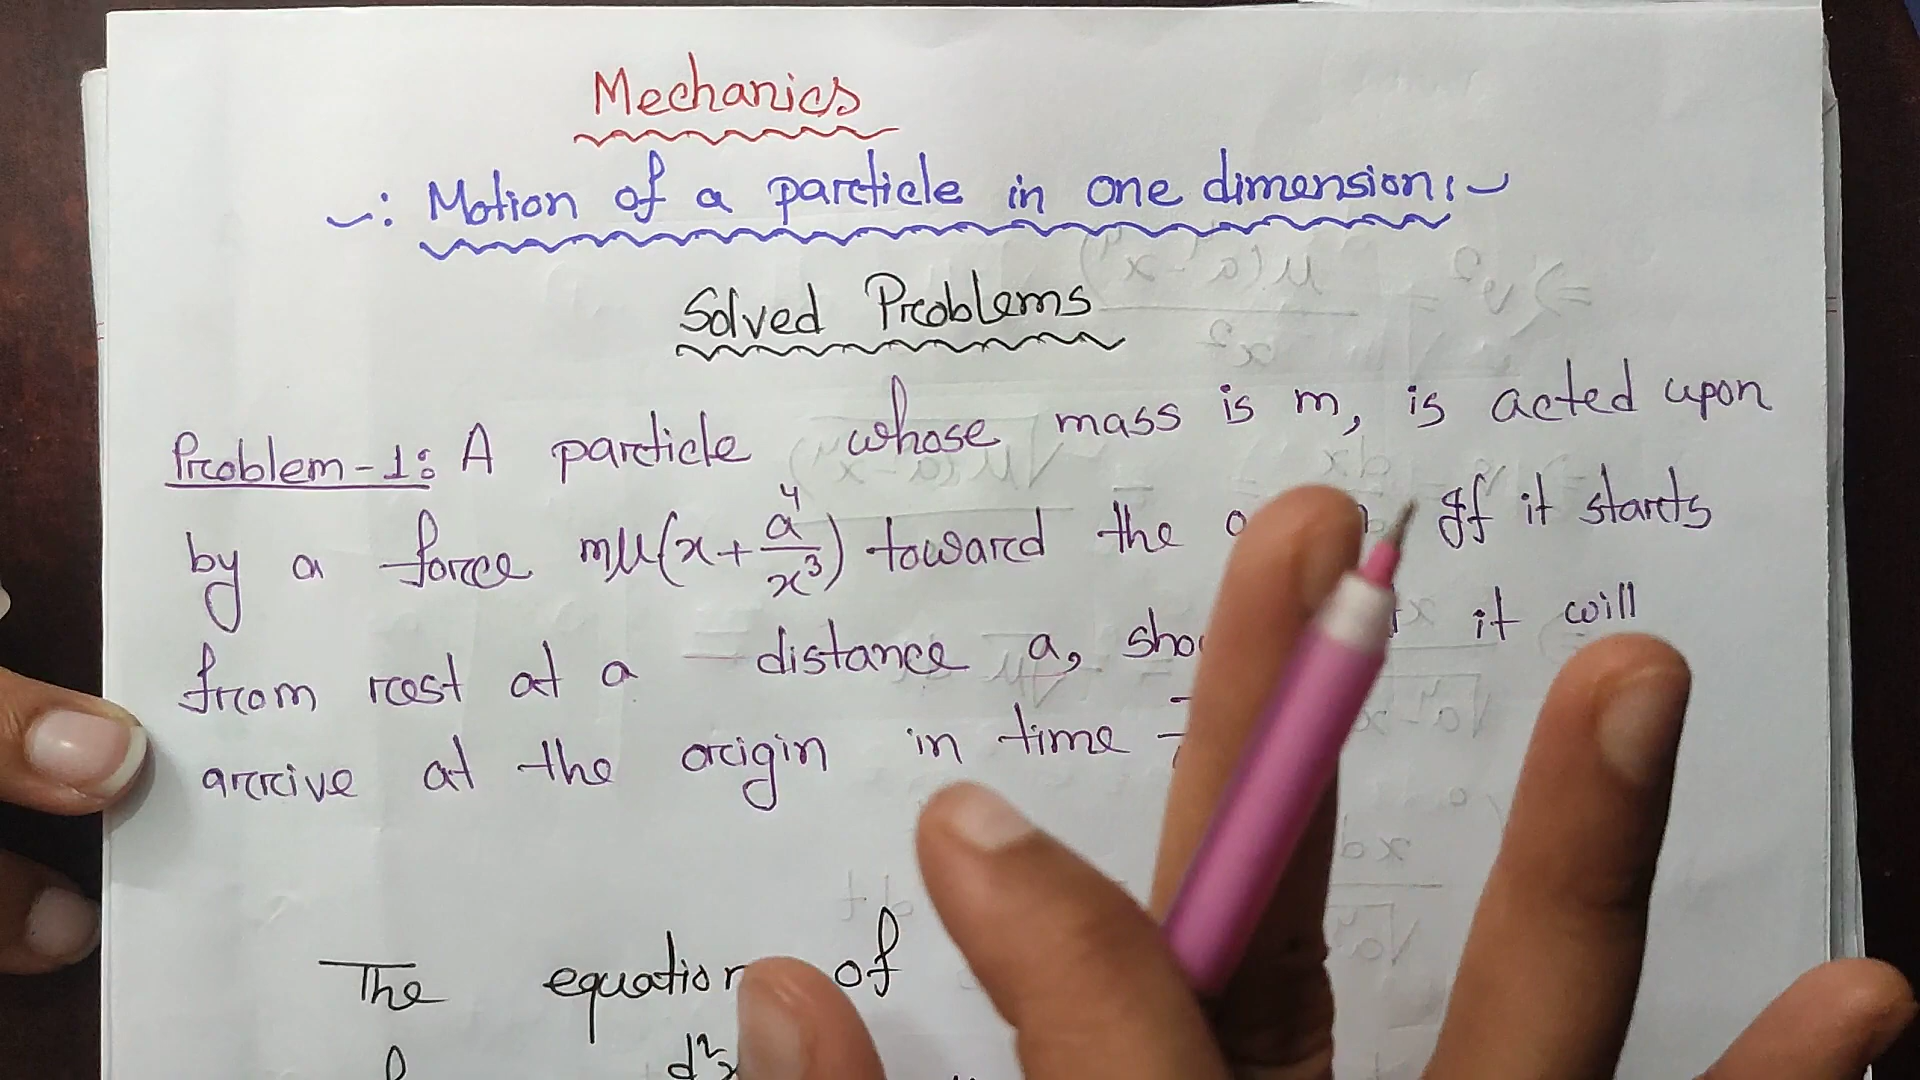 Mechanics
~: Motion of a particle in one dimension:~
Solved Problems
Problem-1: A particle whose mass is m, is acted upon
by a force mμ(x + a⁴/x³) toward the If it starts
from rest at a distance a, it will
arrive at the origin in time
The equation of
d²x